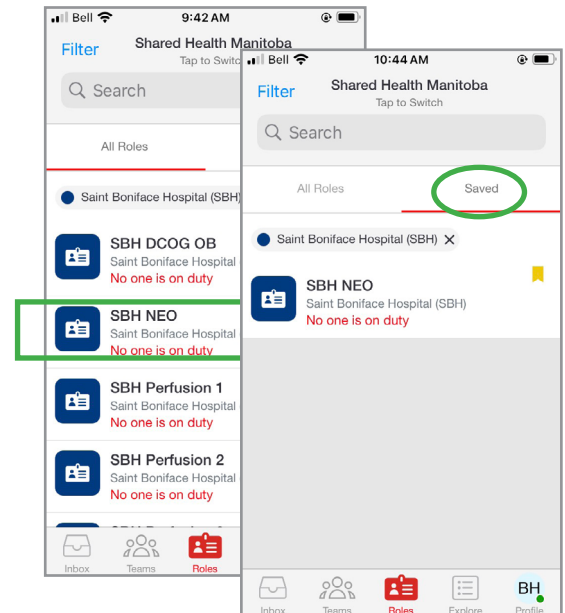 Bell 9:42 AM
Filter Shared Health Manitoba
Tap to Switc
Search
All Roles
Saint Boniface Hospital (SBH)
SBH DCOG OB
Saint Boniface Hospital
No one is on duty
SBH NEO
Saint Boniface Hospital
No one is on duty
SBH Perfusion 1
Saint Boniface Hospital
No one is on duty
SBH Perfusion 2
Saint Boniface Hospital
No one is on duty
Inbox Teams Roles
Bell 10:44 AM
Filter Shared Health Manitoba
Tap to Switch
Search
All Roles Saved
Saint Boniface Hospital (SBH) X
SBH NEO
Saint Boniface Hospital (SBH)
No one is on duty
BH
Inbox Teams Roles Explore Profile